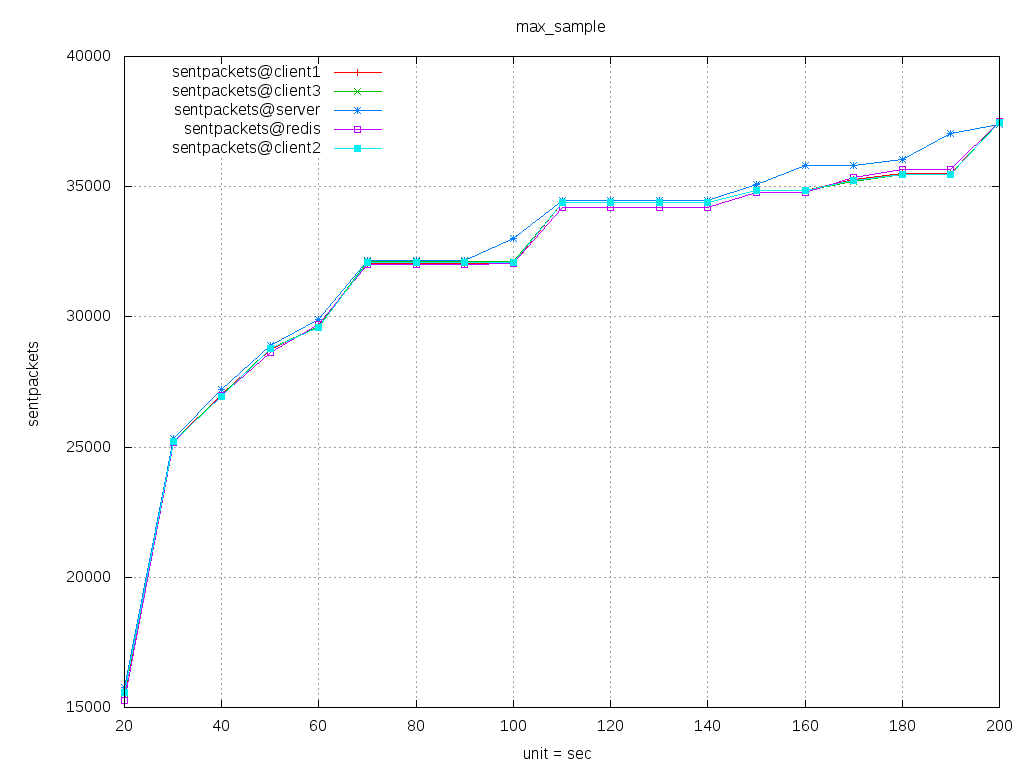 max_sample
40000
35000
30000
25000
20000
15000
sentpackets
sentpackets@client1
sentpackets@client3
sentpackets@server
sentpackets@redis
sentpackets@client2
20 40 60 80 100 120 140 160 180 200
unit = sec